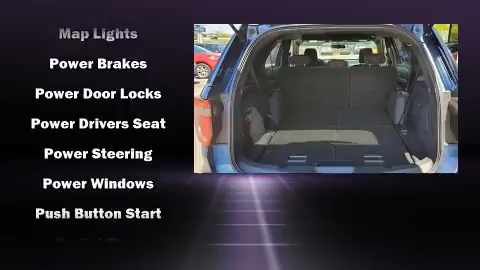 Map Lights
Power Brakes
Power Door Locks
Power Drivers Seat
Power Steering
Power Windows
Push Button Start